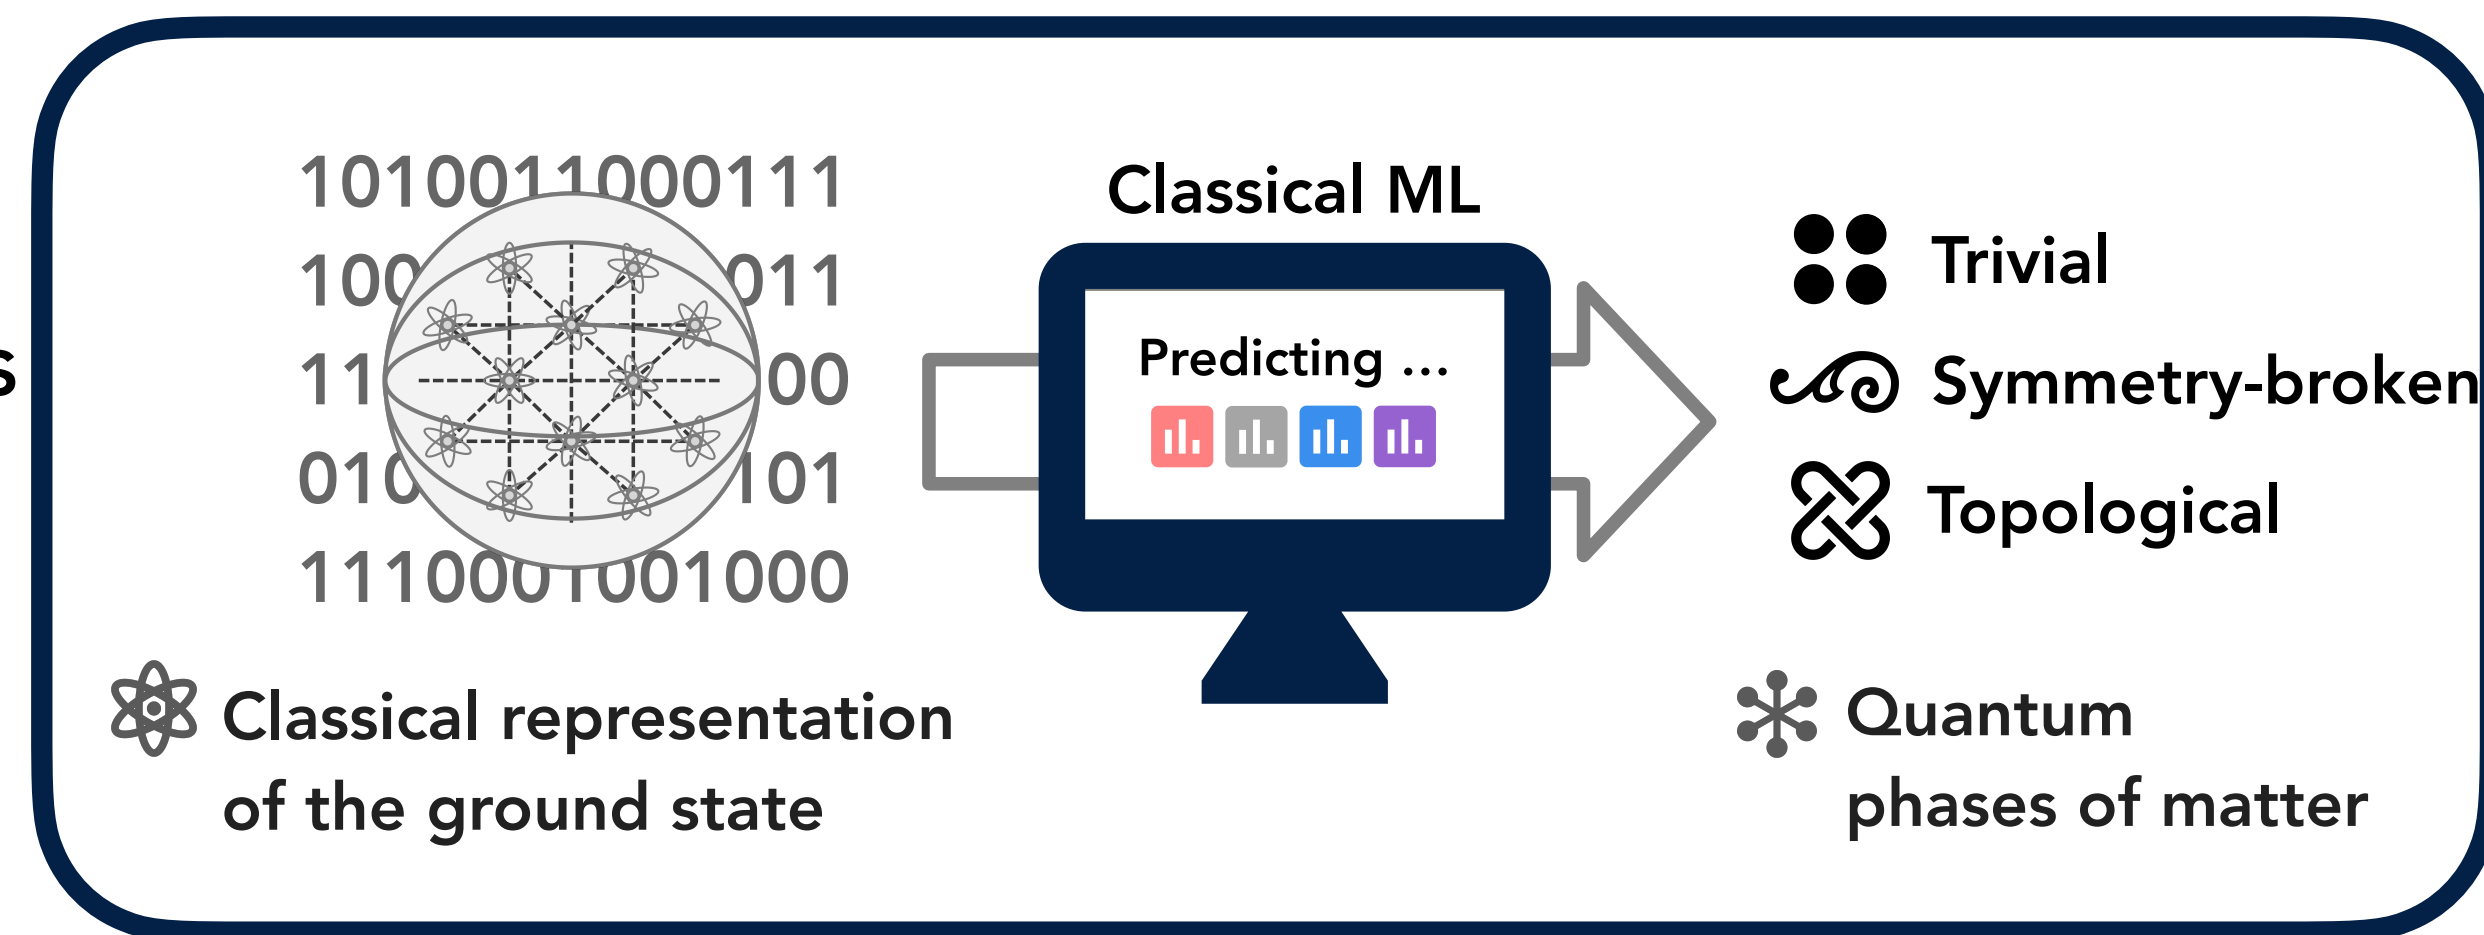 1010011000111
100 011
11 00
s
010 101
1110001001000
Classical ML
Predicting ...
Trivial
Symmetry-broken
Topological
Classical representation
of the ground state
Quantum
phases of matter